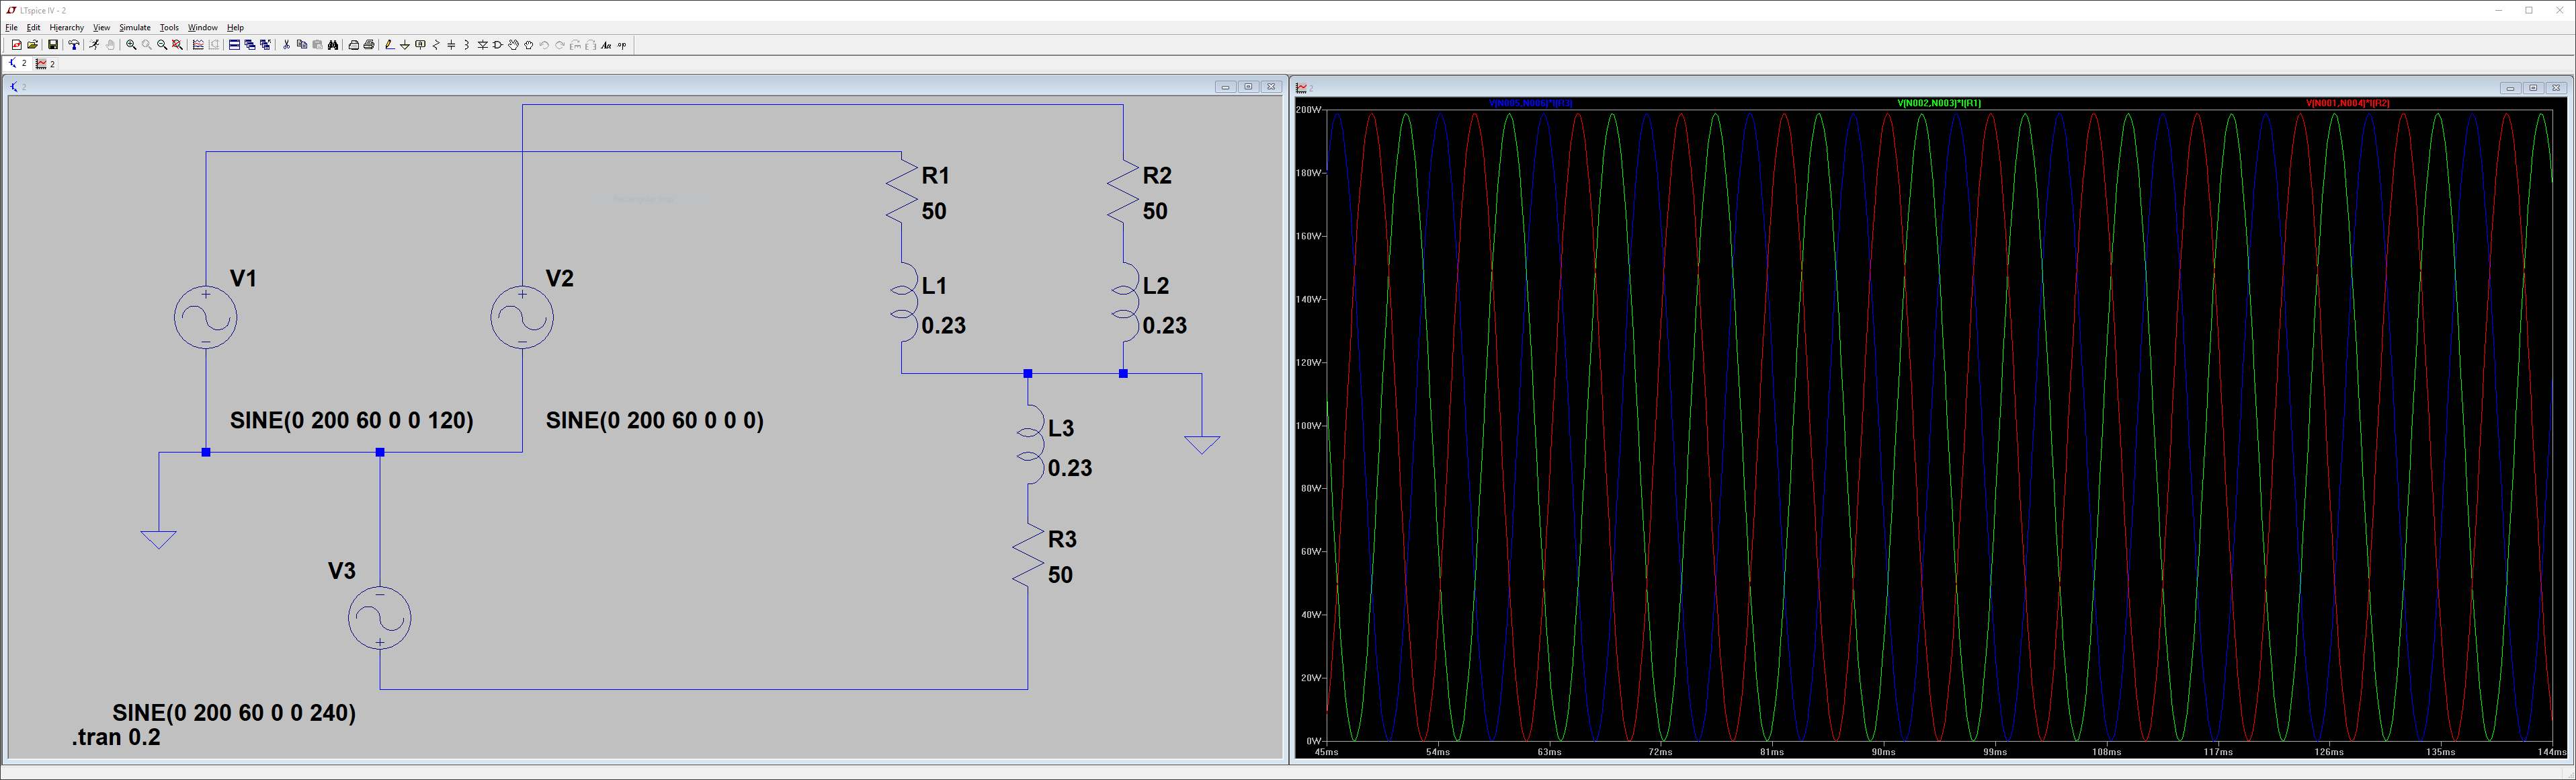 LTspice IV - 2
File Edit Hierarchy View Simulate Tools Window Help
2 2
2
2
V1
SINE(0 200 60 0 0 120)
V2
SINE(0 200 60 0 0 0)
V3
SINE(0 200 60 0 0 240)
.tran 0.2
R1
50
L1
0.23
R2
50
L2
0.23
L3
0.23
R3
50
V(N002,N003)*I(R1) V(N001,N004)*I(R2)
200W
180W
160W
140W
120W
100W
80W
60W
40W
20W
0W
45ms 54ms 63ms 72ms 81ms 90ms 99ms 108ms 117ms 126ms 135ms 144ms